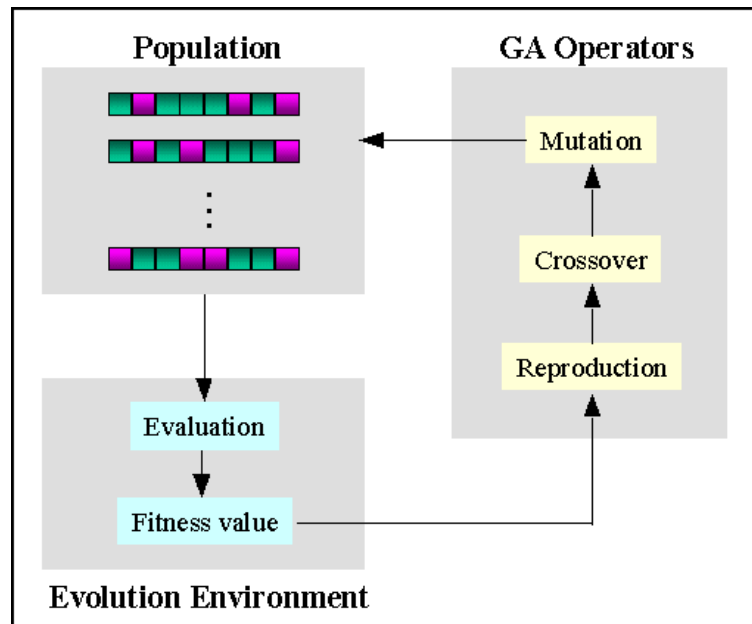 Population
GA Operators
Mutation
Crossover
Reproduction
Evaluation
Fitness value
Evolution Environment